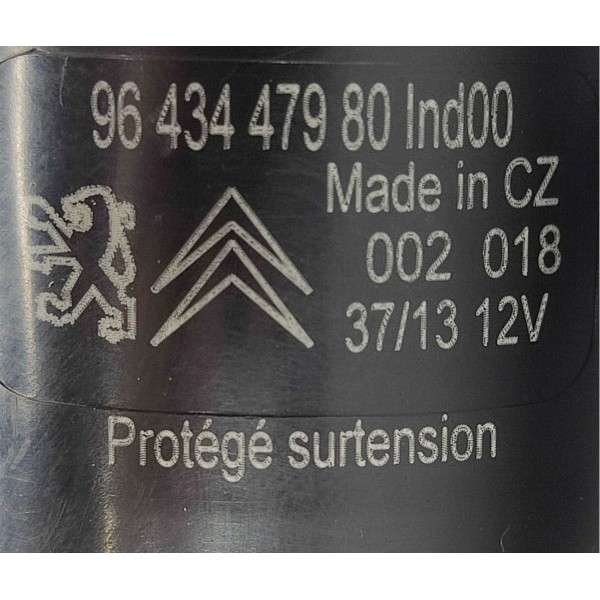 96 434 479 80 Ind00
Made in CZ
002 018
37/13 12V
Protégé surtension